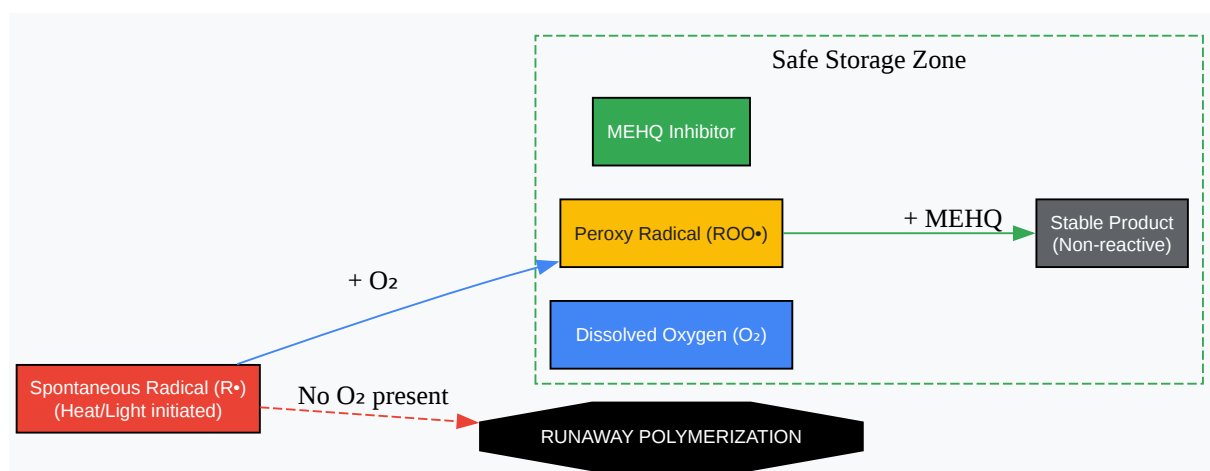 Safe Storage Zone
MEHQ Inhibitor
Peroxy Radical (ROO•)
+ MEHQ
Stable Product
(Non-reactive)
+ O₂
Dissolved Oxygen (O₂)
Spontaneous Radical (R•)
(Heat/Light initiated)
No O₂ present
RUNAWAY POLYMERIZATION